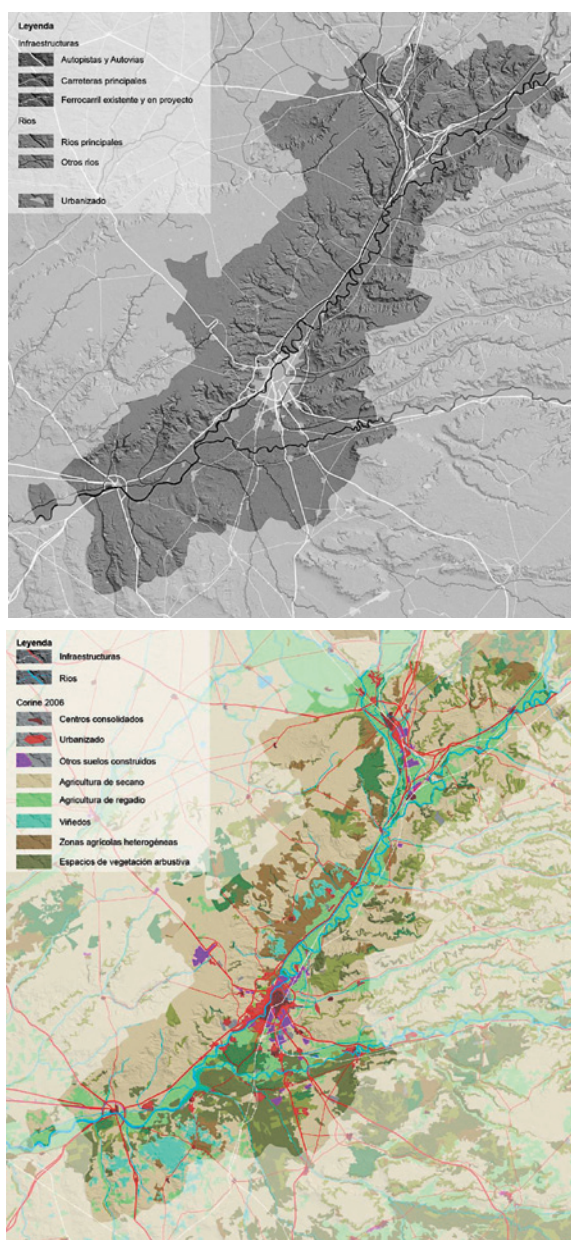 Leyenda
Infraestructuras
Autopistas y Autovías
Carreteras principales
Ferrocarril existente y en proyecto
Ríos
Ríos principales
Otros ríos
Urbanizado
Leyenda
Infraestructuras
Ríos
Corine 2006
Centros consolidados
Urbanizado
Otros suelos construidos
Agricultura de secano
Agricultura de regadío
Viñedos
Zonas agrícolas heterogéneas
Espacios de vegetación arbustiva